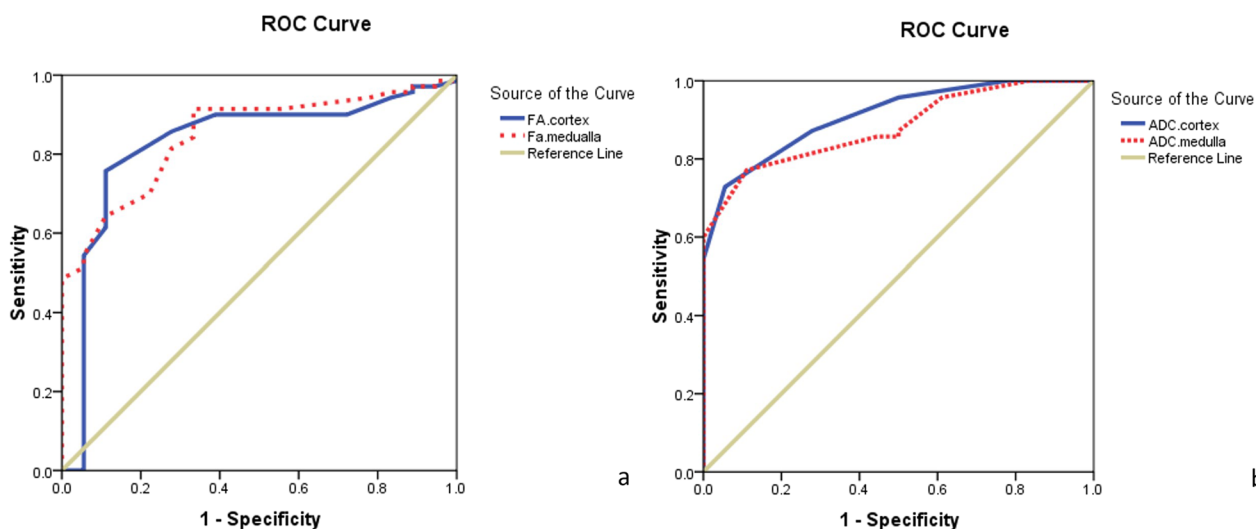 ROC Curve
Source of the Curve
FA.cortex
Fa.medualla
Reference Line
1.0
0.8
0.6
0.4
0.2
0.0
Sensitivity
0.0 0.2 0.4 0.6 0.8 1.0
1 - Specificity
a
ROC Curve
Source of the Curve
ADC.cortex
ADC.medulla
Reference Line
1.0
0.8
0.6
0.4
0.2
0.0
Sensitivity
0.0 0.2 0.4 0.6 0.8 1.0
1 - Specificity
b